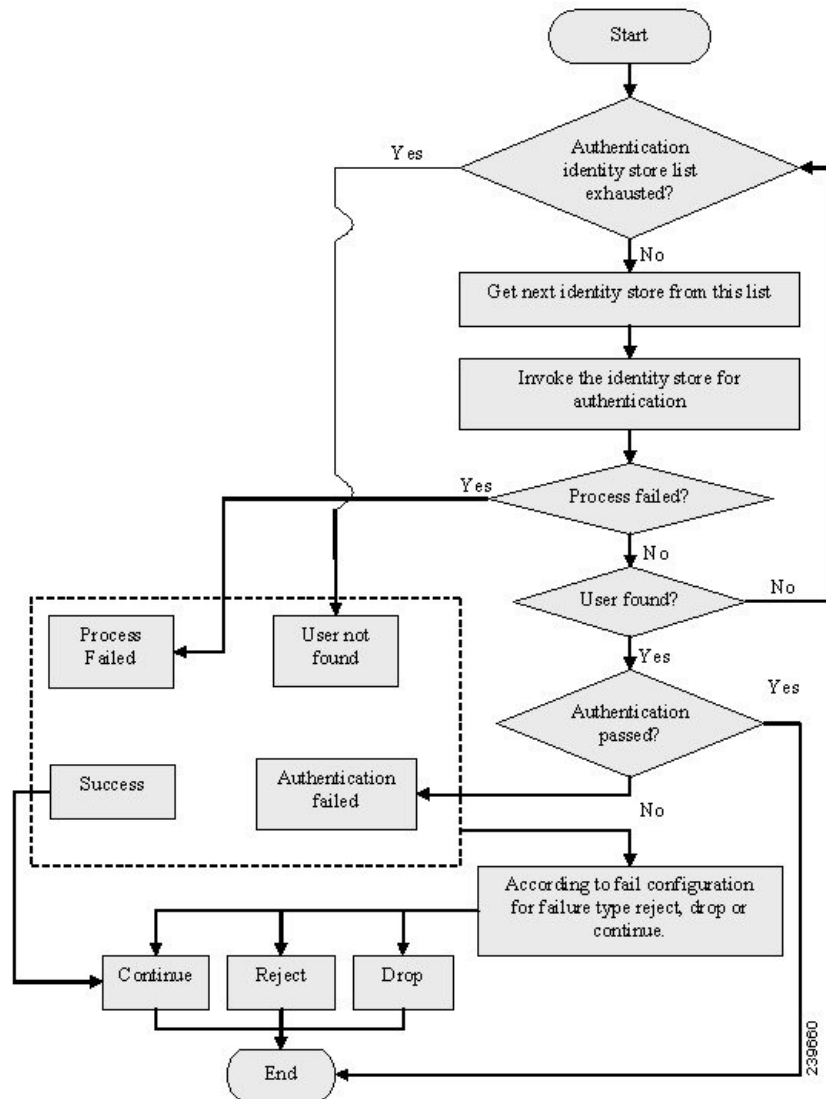 Start
Authentication
identity store list
exhausted?
Yes
No
Get next identity store from this list
Invoke the identity store for
authentication
Process failed?
Yes
No
User found?
No
Yes
Process
Failed
User not
found
Authentication
passed?
Yes
No
Success
Authentication
failed
According to fail configuration
for failure type reject, drop or
continue.
Continue
Reject
Drop
End
239660